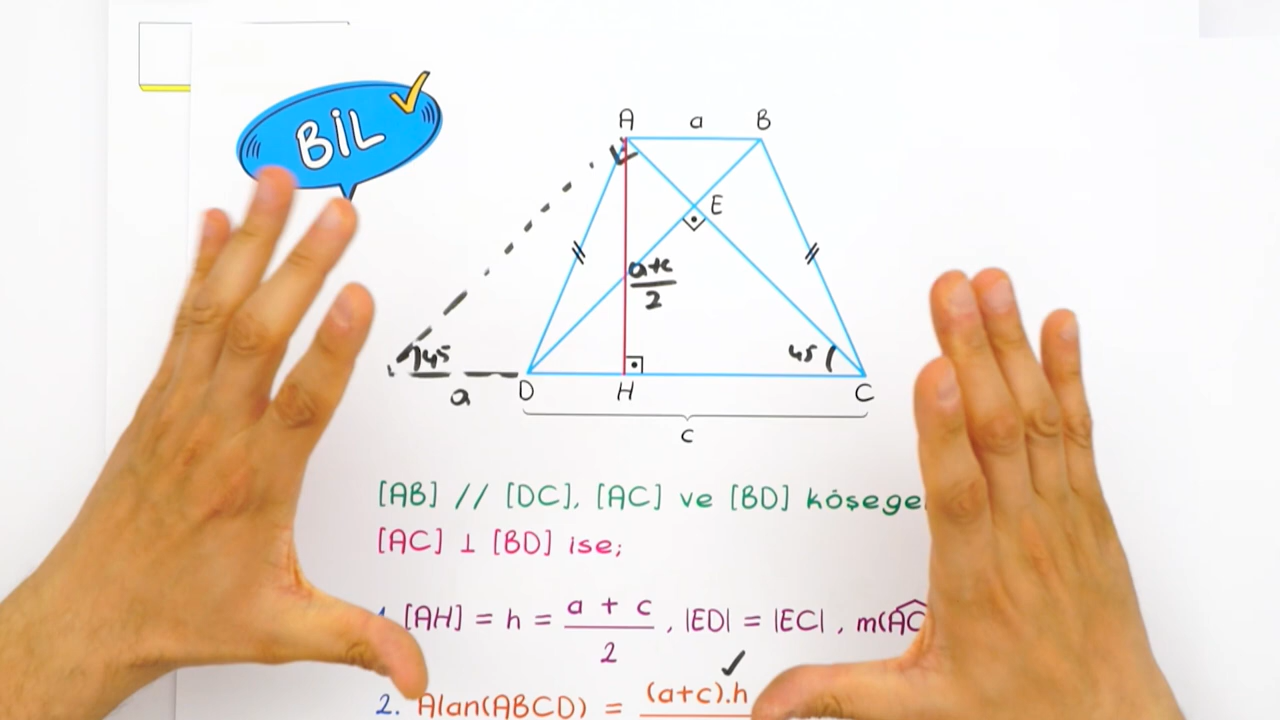 BİL
A a B
E
a+c
2
45
45
a
D H C
c
[AB] // [DC], [AC] ve [BD]
[AC] ⊥ [BD] ise;
[AH] = h = a + c / 2 , |ED| = |EC| , m(AC
2. Alan(ABCD) = (a+c).h